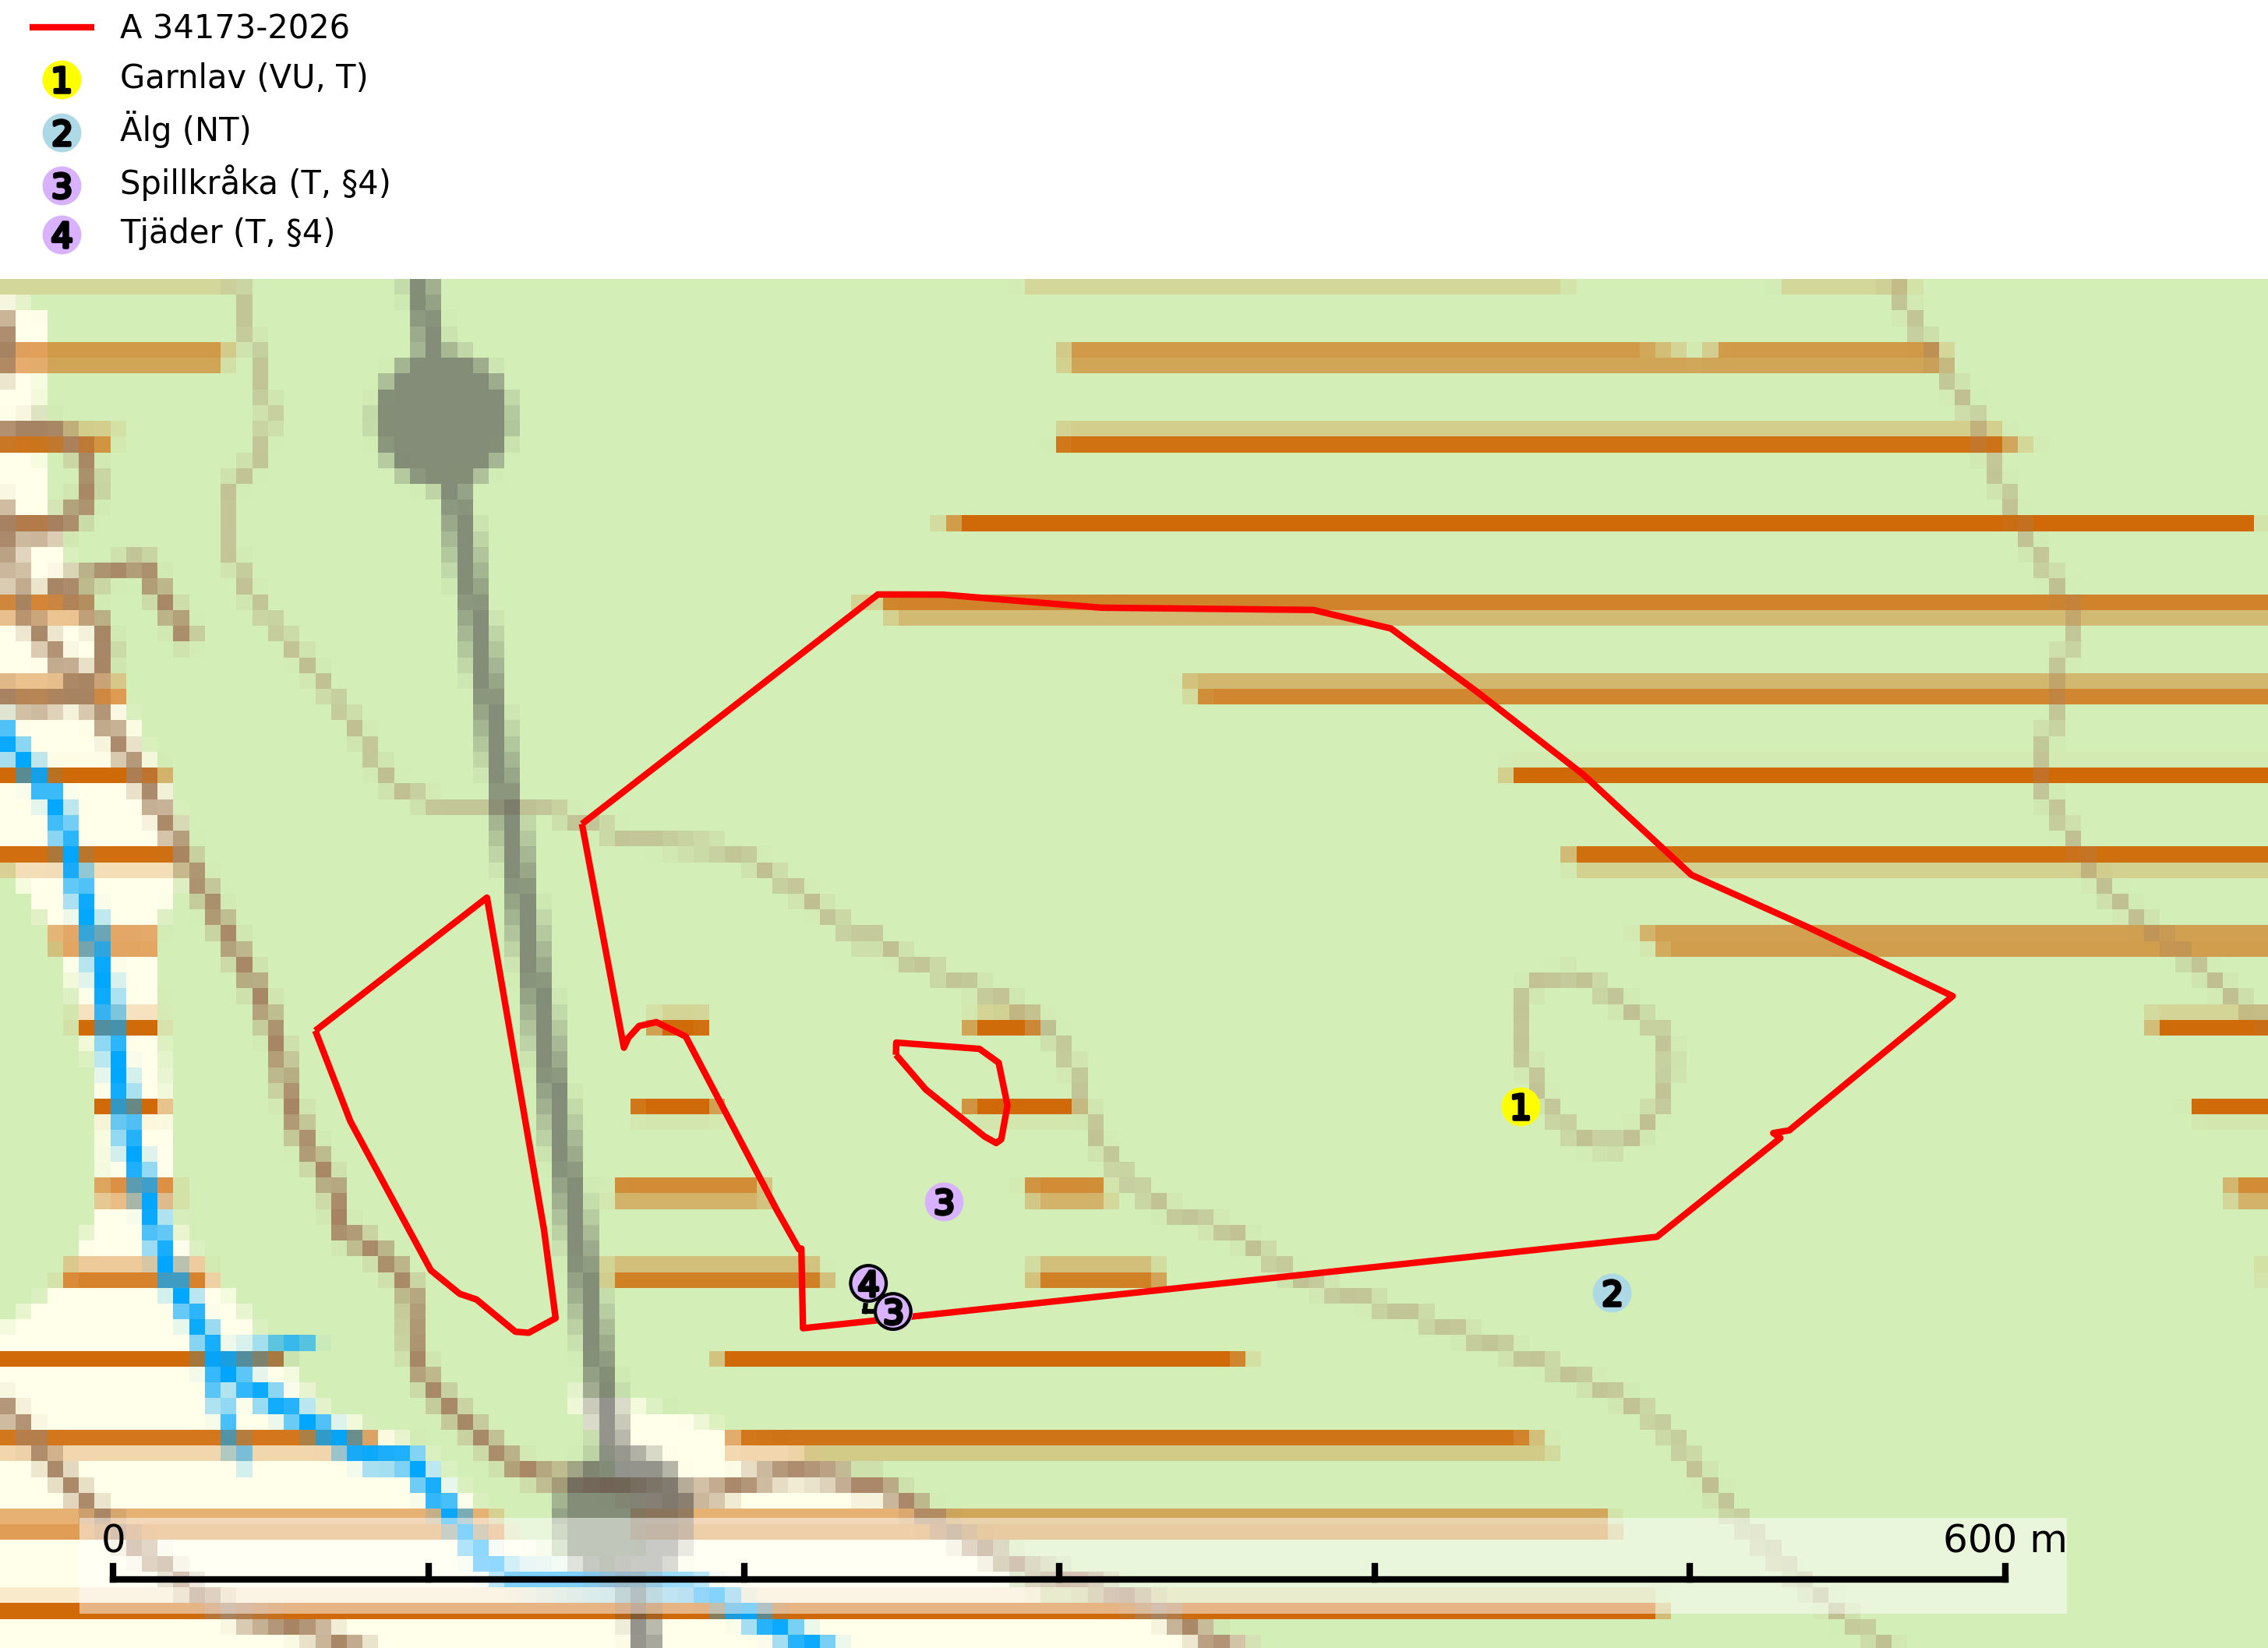 A 34173-2026
1 Garnlav (VU, T)
2 Älg (NT)
3 Spillkråka (T, §4)
4 Tjäder (T, §4)
1
3
4
2
3
0 600 m